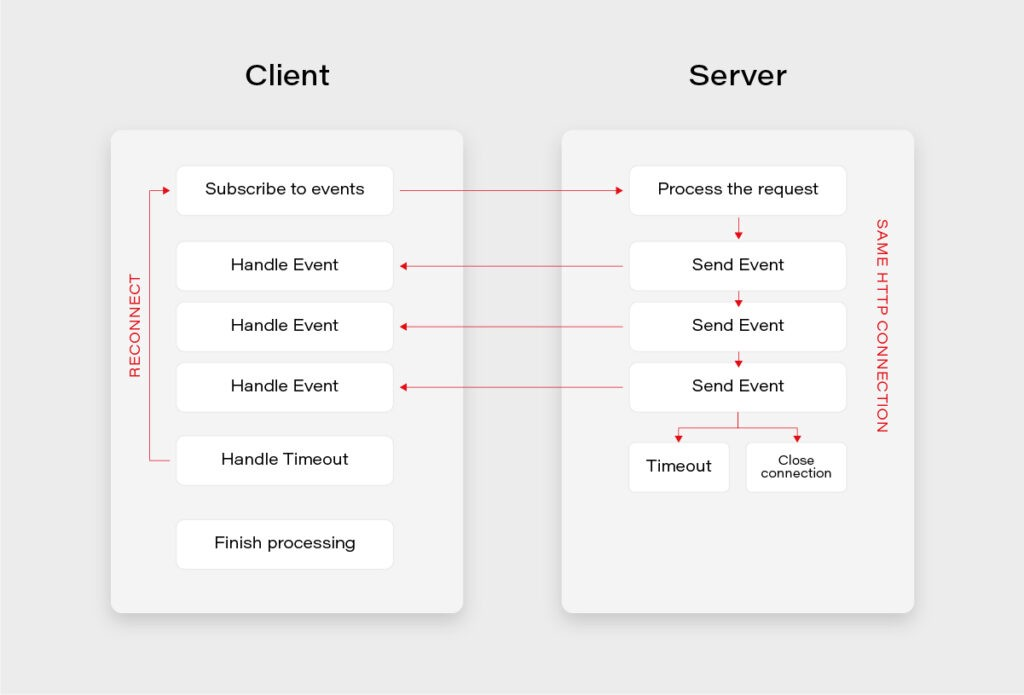 Client
Server
Subscribe to events
Process the request
Handle Event
Send Event
Handle Event
Send Event
Handle Event
Send Event
Handle Timeout
Timeout
Close
connection
Finish processing
RECONNECT
SAME HTTP CONNECTION